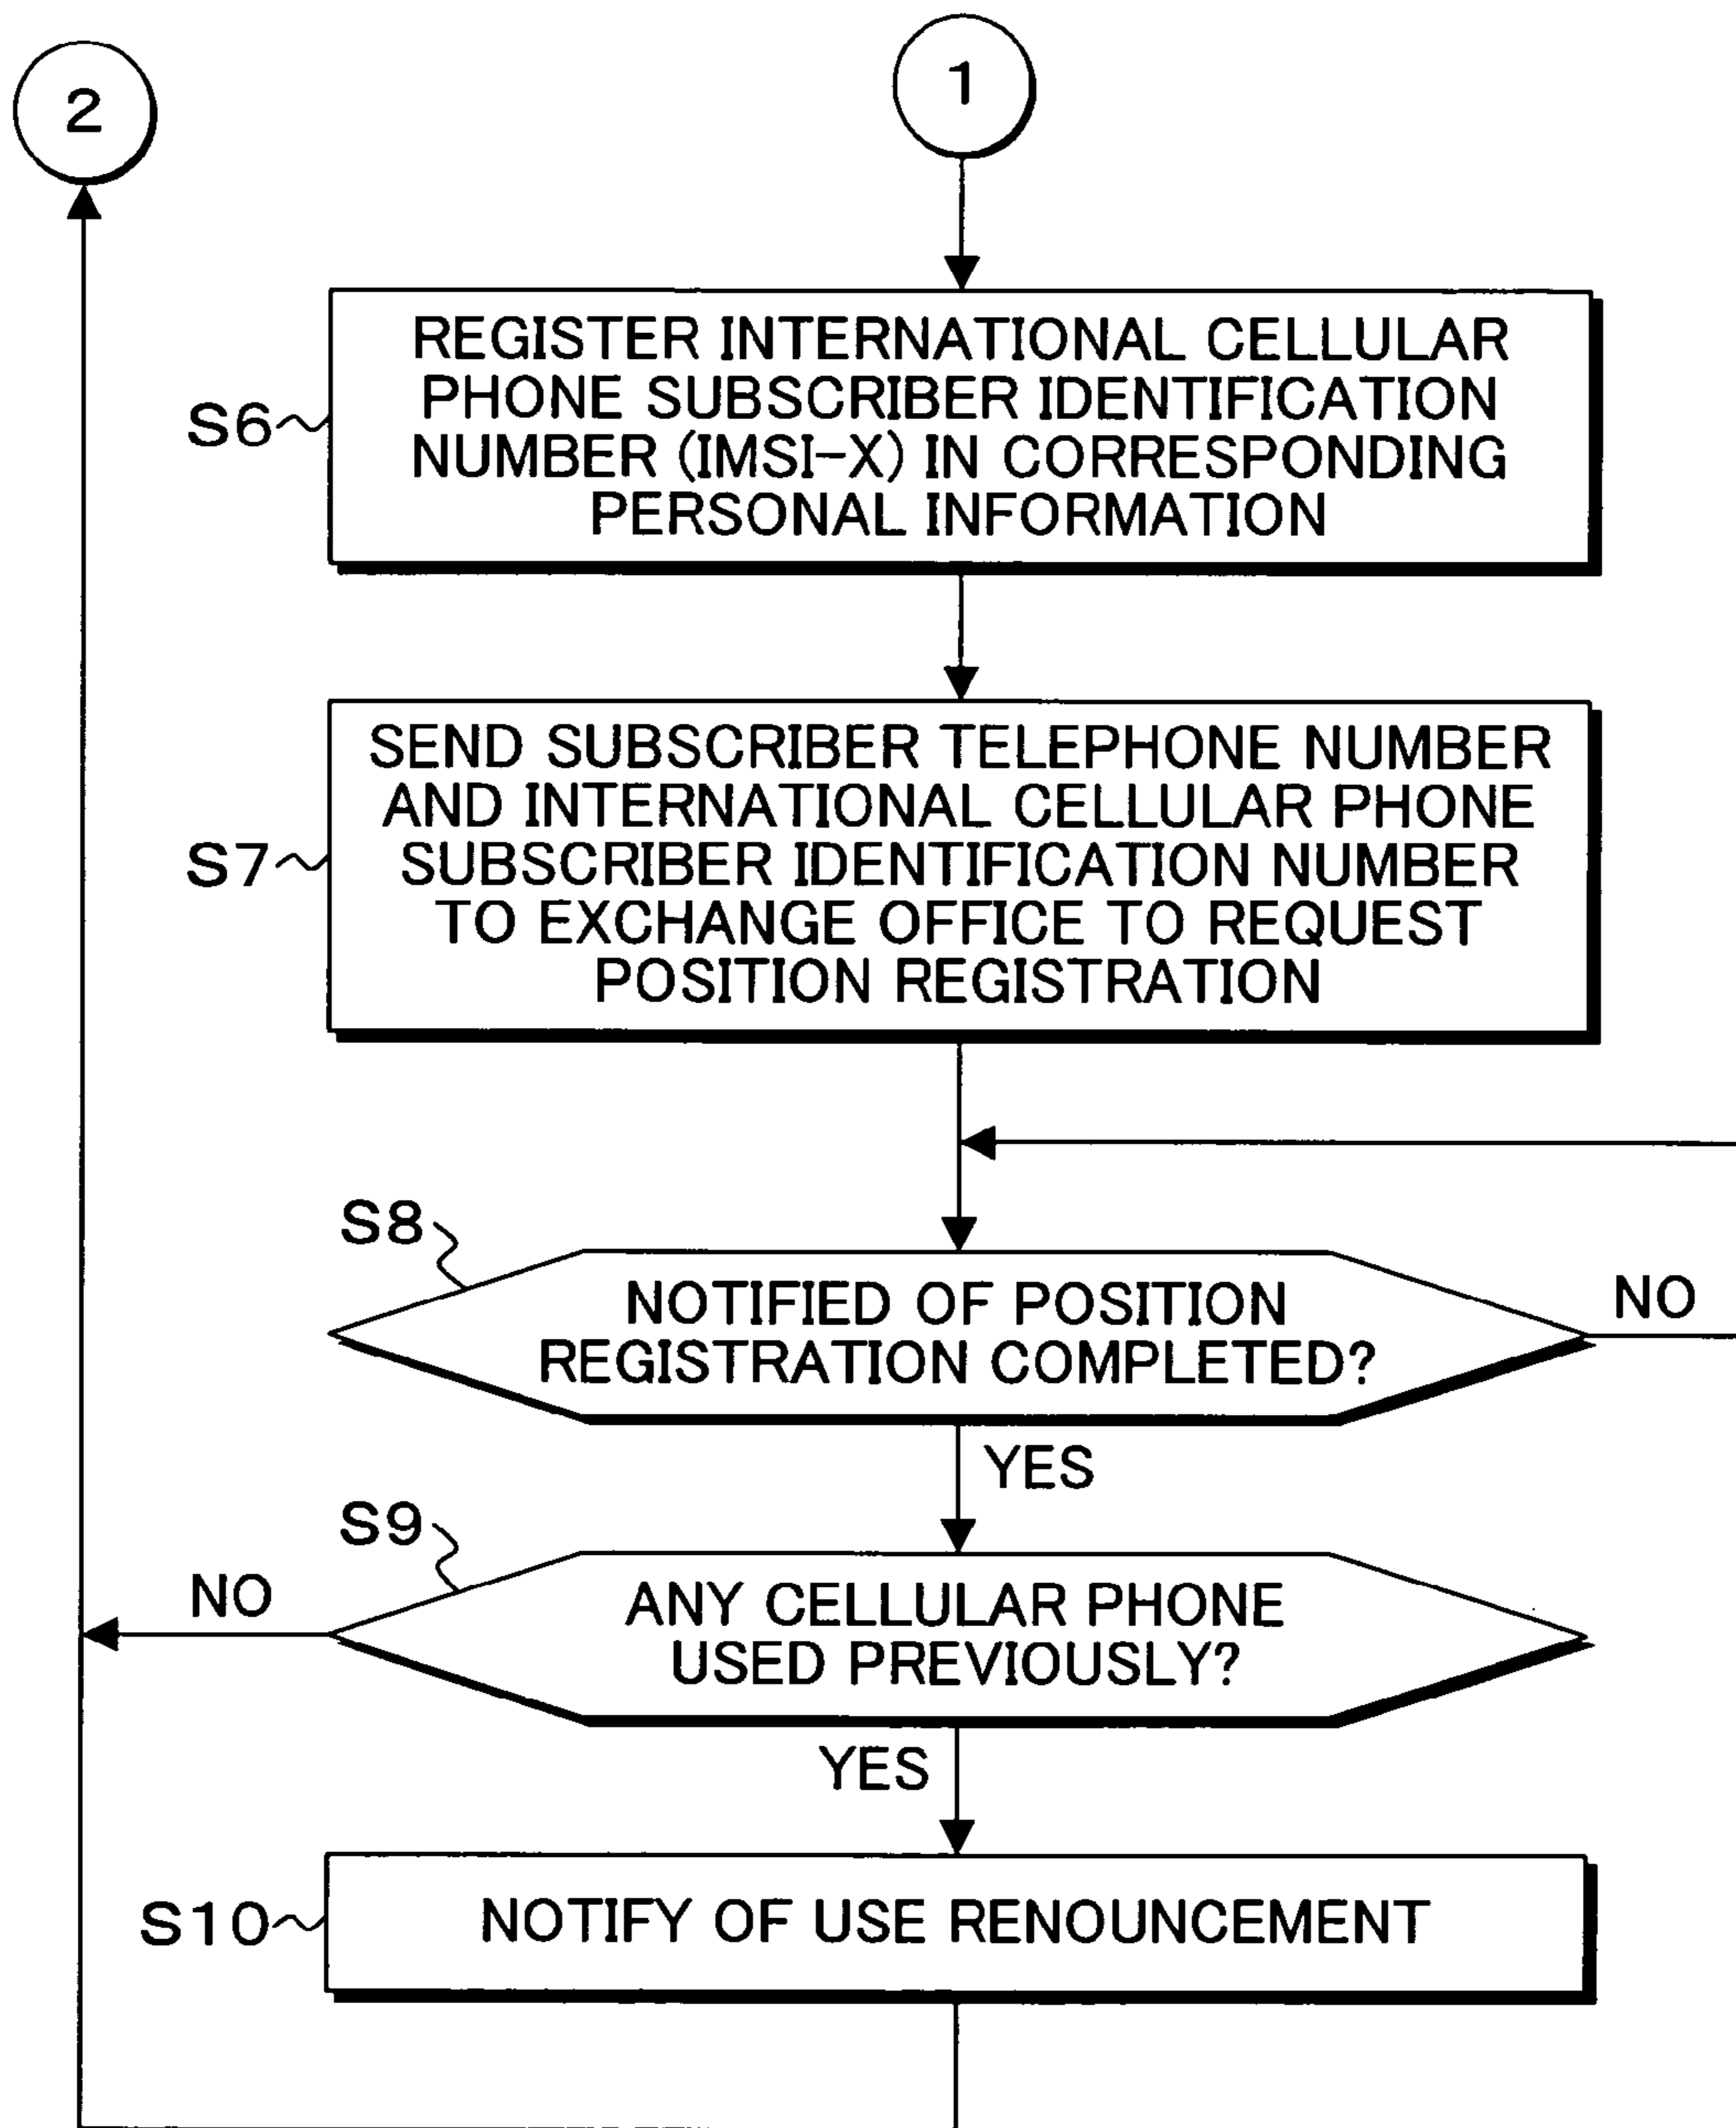 2
1
S6
REGISTER INTERNATIONAL CELLULAR
PHONE SUBSCRIBER IDENTIFICATION
NUMBER (IMSI-X) IN CORRESPONDING
PERSONAL INFORMATION
S7
SEND SUBSCRIBER TELEPHONE NUMBER
AND INTERNATIONAL CELLULAR PHONE
SUBSCRIBER IDENTIFICATION NUMBER
TO EXCHANGE OFFICE TO REQUEST
POSITION REGISTRATION
S8
NOTIFIED OF POSITION
REGISTRATION COMPLETED?
NO
YES
S9
NO
ANY CELLULAR PHONE
USED PREVIOUSLY?
YES
S10
NOTIFY OF USE RENOUNCEMENT